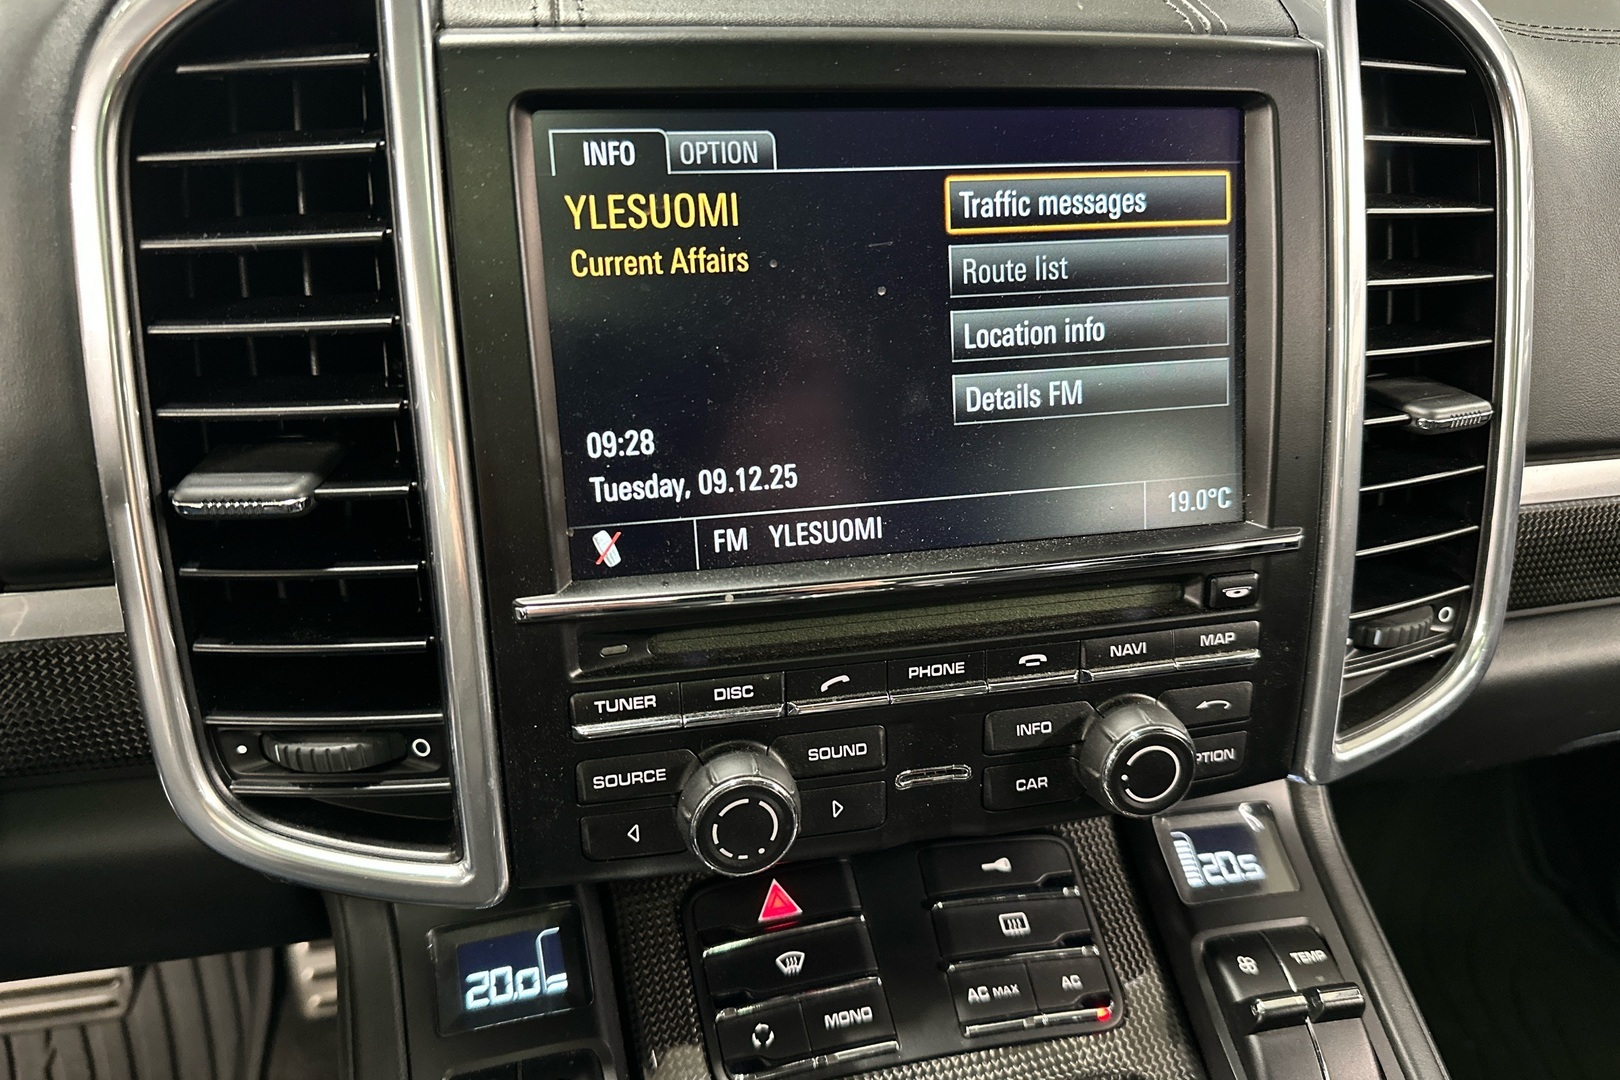 INFO OPTION
YLESUOMI
Current Affairs
Traffic messages
Route list
Location info
Details FM
09:28
Tuesday, 09.12.25
FM YLESUOMI
19.0°C
TUNER DISC PHONE NAVI MAP
SOURCE SOUND INFO
CAR PTION
20.0
20.5
MONO AC MAX AC
TEMP